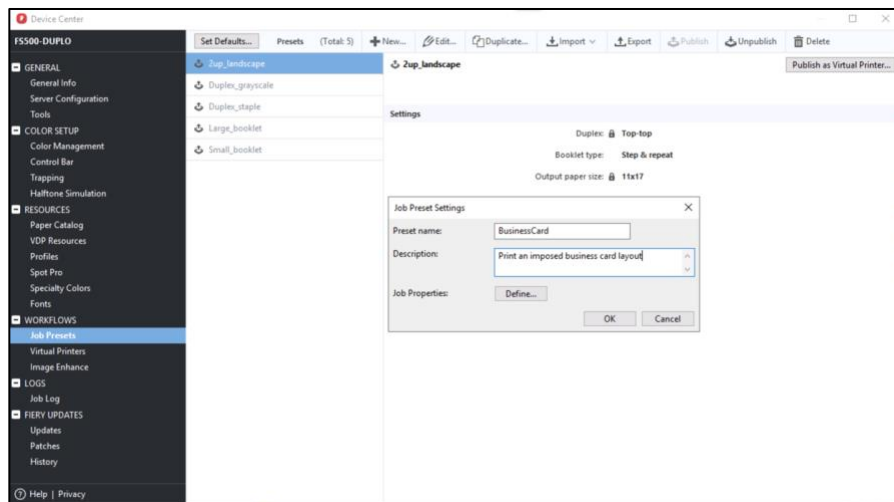 Device Center
FS500-DUPLO
Set Defaults... Presets (Total: 5) New... Edit... Duplicate... Import Export Publish Unpublish Delete
GENERAL
General Info
Server Configuration
Tools
COLOR SETUP
Color Management
Control Bar
Trapping
Halftone Simulation
RESOURCES
Paper Catalog
VDP Resources
Profiles
Spot Pro
Specialty Colors
Fonts
WORKFLOWS
Job Presets
Virtual Printers
Image Enhance
LOGS
Job Log
FIERY UPDATES
Updates
Patches
History
Help | Privacy
2up_landscape
Duplex_grayscale
Duplex_staple
Large_booklet
Small_booklet
2up_landscape Publish as Virtual Printer...
Settings
Duplex: Top-top
Booklet type: Step & repeat
Output paper size: 11x17
Job Preset Settings
Preset name: BusinessCard
Description: Print an imposed business card layout
Job Properties: Define...
OK Cancel